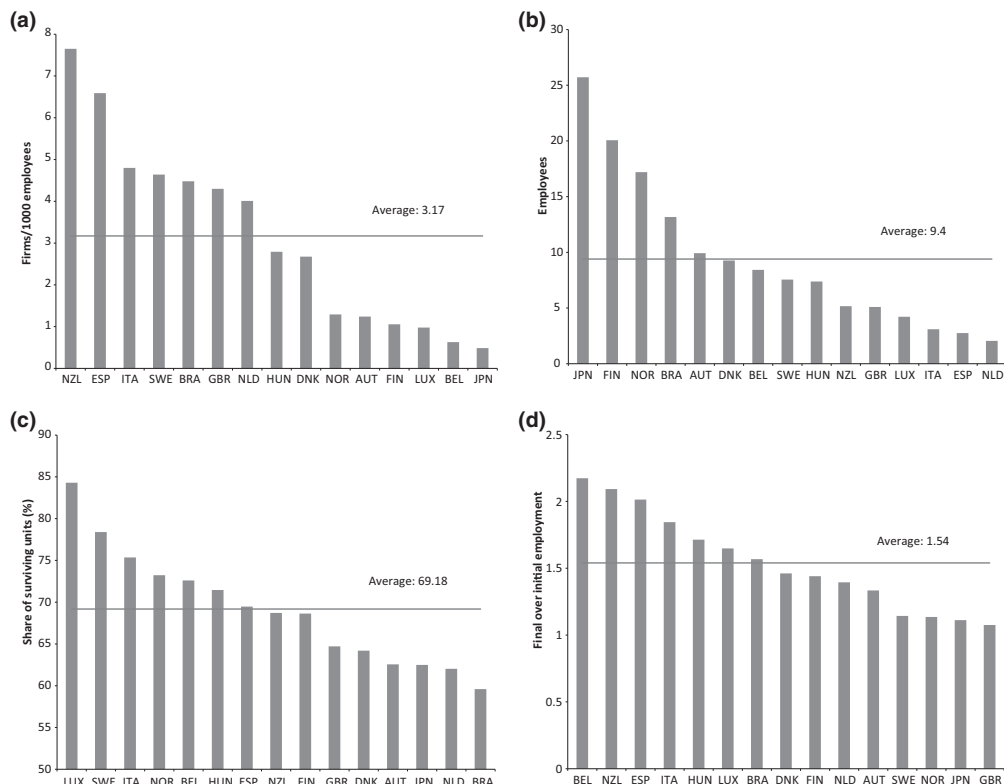 (a)
Firms/1000 employees
8
7
6
5
4
3
2
1
0
Average: 3.17
NZL ESP ITA SWE BRA GBR NLD HUN DNK NOR AUT FIN LUX BEL JPN
(b)
Employees
30
25
20
15
10
5
0
Average: 9.4
JPN FIN NOR BRA AUT DNK BEL SWE HUN NZL GBR LUX ITA ESP NLD
(c)
Share of surviving units (%)
90
85
80
75
70
65
60
55
50
Average: 69.18
LUX SWE ITA NOR BEL HUN ESP NZL FIN GBR DNK AUT JPN NLD BRA
(d)
Final over initial employment
2.5
2
1.5
1
0.5
0
Average: 1.54
BEL NZL ESP ITA HUN LUX BRA DNK FIN NLD AUT SWE NOR JPN GBR